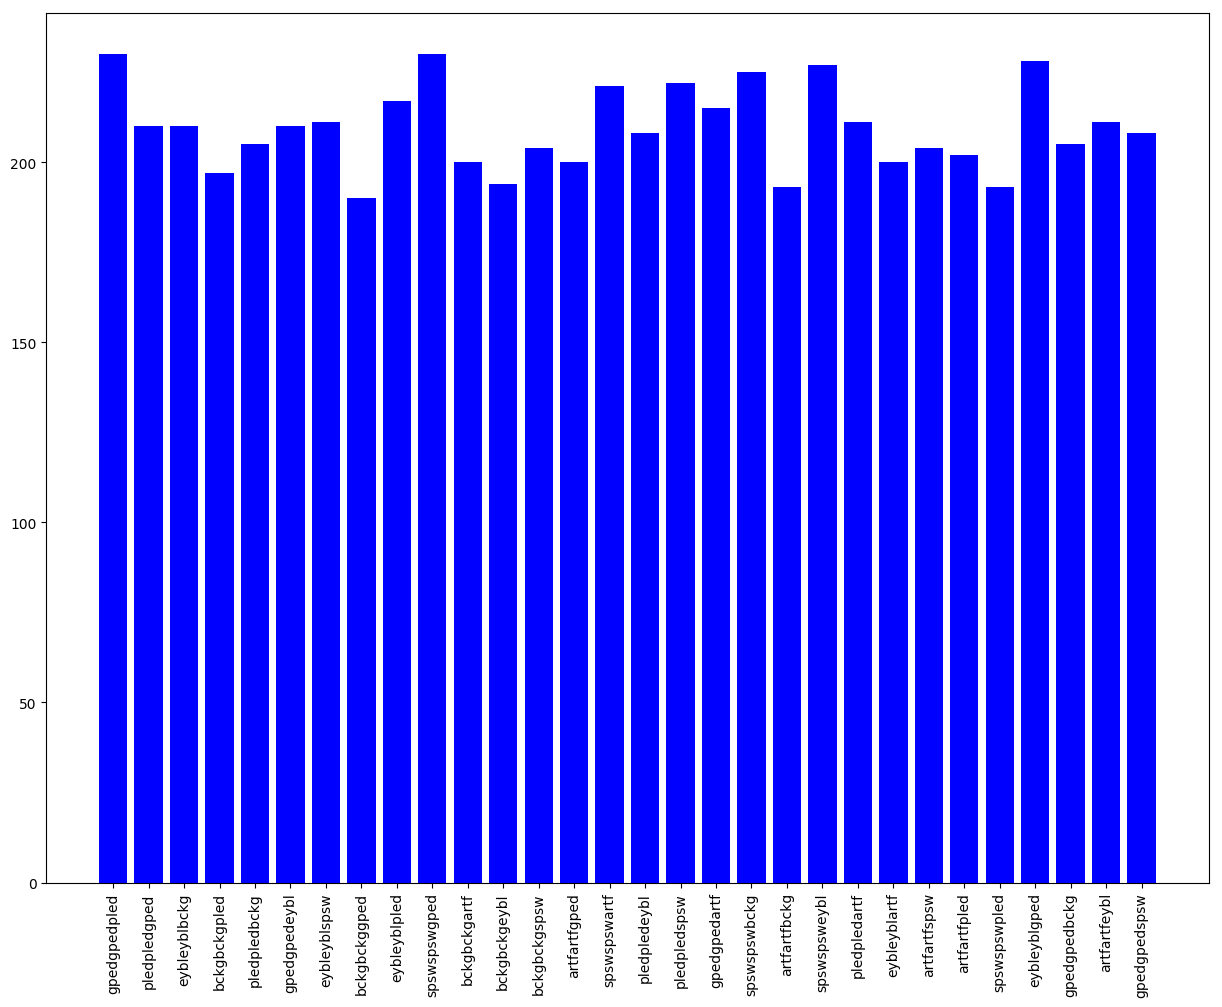 200
150
100
50
0
gpedgpedpled
pledpledgped
eybleyblbckg
bckgbckgpled
pledpledbckg
gpedgpedeybl
eybleyblspsw
bckgbckggped
eybleyblpled
spswspswgped
bckgbckgartf
bckgbckgeybl
bckgbckgspsw
artfartfgped
spswspswartf
pledpledeybl
pledpledspsw
gpedgpedartf
spswspswbckg
artfartfbckg
spswspsweybl
pledpledartf
eybleyblartf
artfartfspsw
artfartfpled
spswspswpled
eybleyblgped
gpedgpedbckg
artfartfeybl
gpedgpedspsw